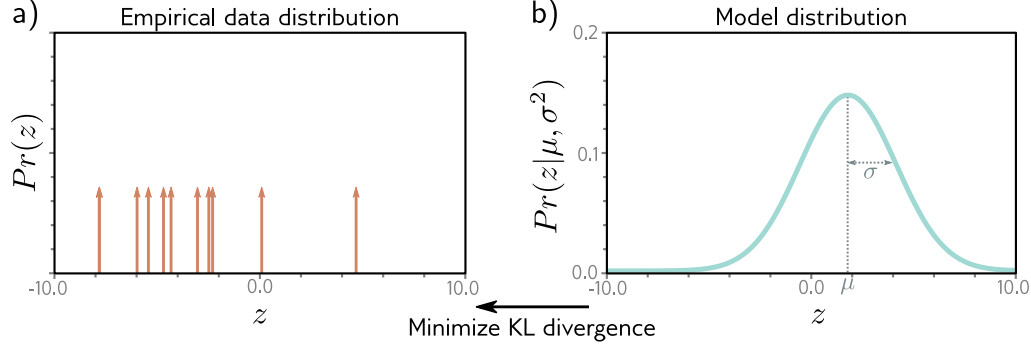 a)
Empirical data distribution
Pr(z)
-10.0
0.0
10.0
z
Minimize KL divergence
b)
Model distribution
Pr(z|μ, σ²)
0.2
0.1
0.0
σ
-10.0
0.0
μ
10.0
z